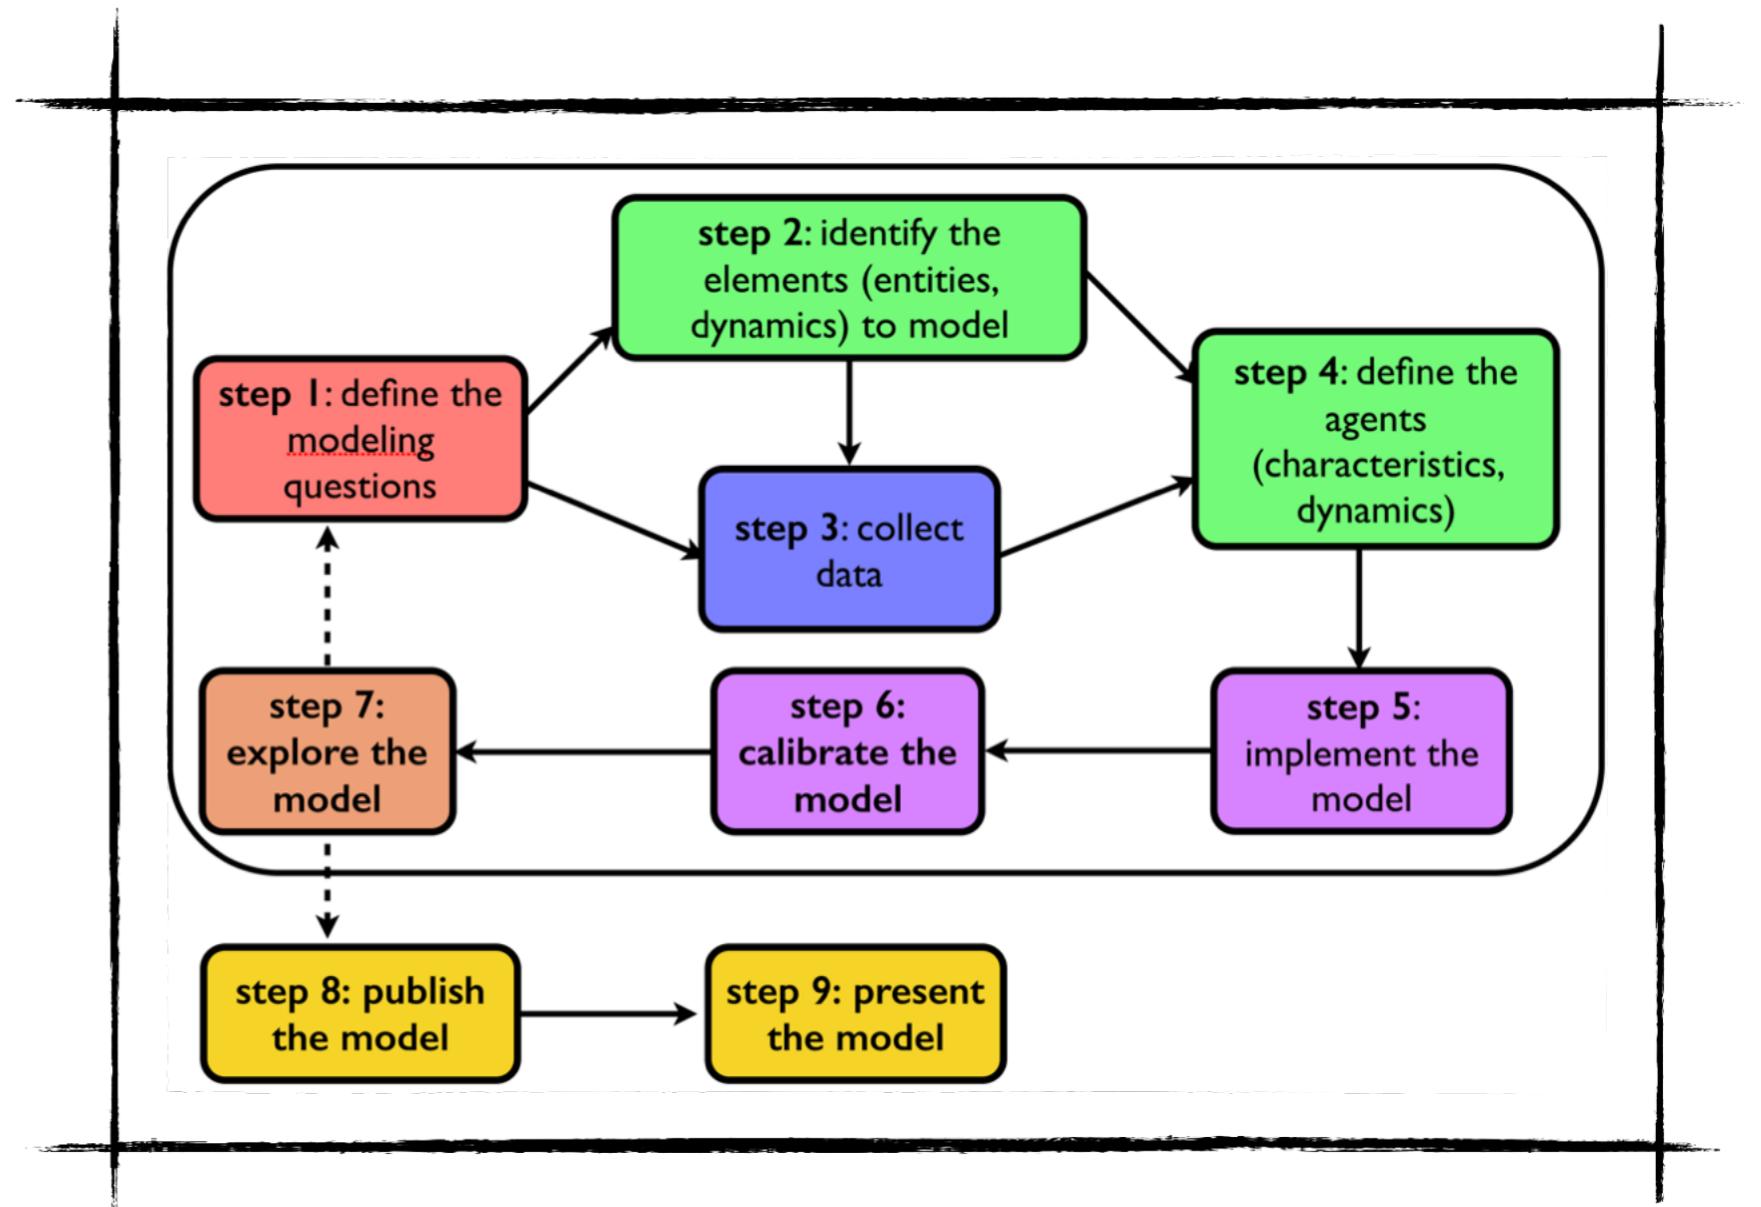 step 1: define the
modeling
questions
step 2: identify the
elements (entities,
dynamics) to model
step 3: collect
data
step 4: define the
agents
(characteristics,
dynamics)
step 5:
implement the
model
step 6:
calibrate the
model
step 7:
explore the
model
step 8: publish
the model
step 9: present
the model